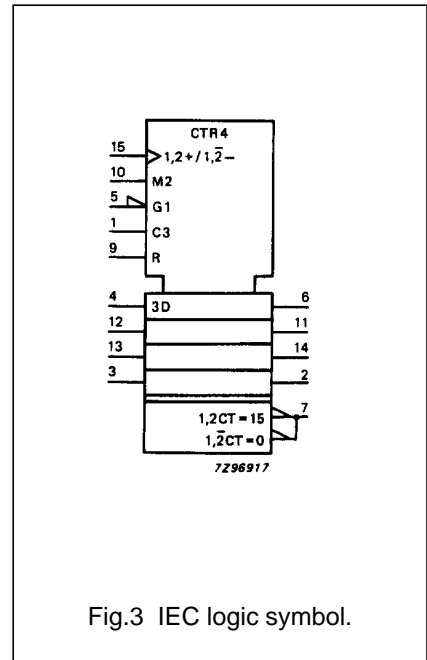 CTR4
15
1,2+/1,2̅−
10
M2
5
G1
1
C3
9
R
4
3D
6
12
11
13
14
3
2
1,2CT=15
7
1,2̅CT=0
7Z96917
Fig.3 IEC logic symbol.